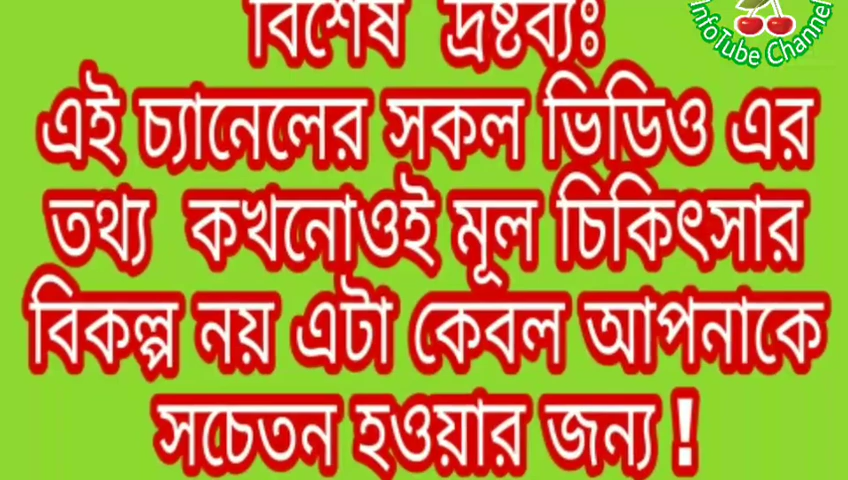 বিশেষ দ্রষ্টব্যঃ
InfoTube Channel
এই চ্যানেলের সকল ভিডিও এর
তথ্য কখনোওই মূল চিকিৎসার
বিকল্প নয় এটা কেবল আপনাকে
সচেতন হওয়ার জন্য !